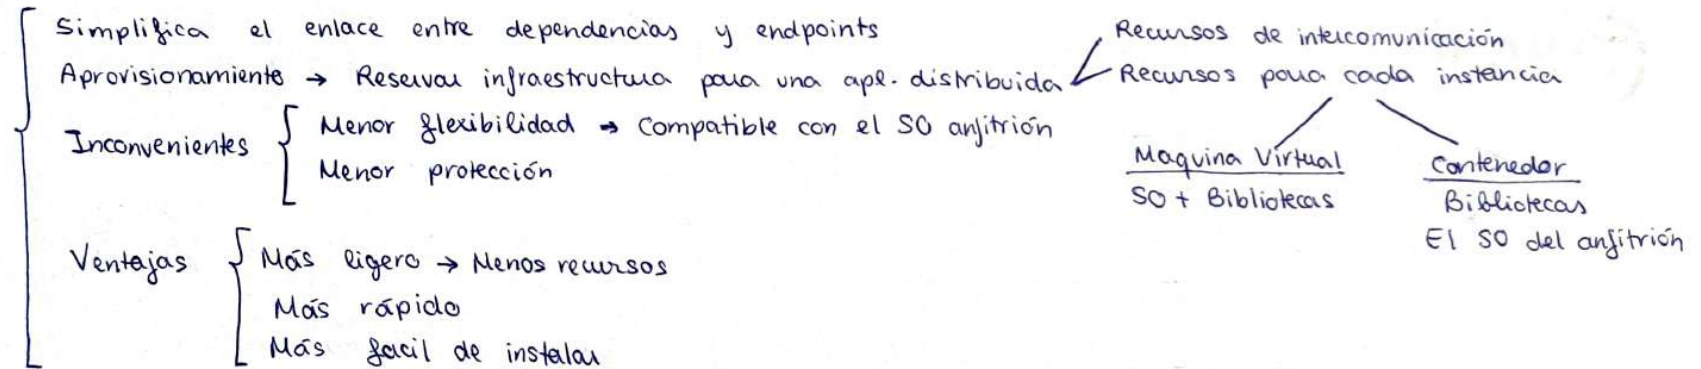 Simplifica el enlace entre dependencias y endpoints
Aprovisionamiento → Reservar infraestructura para una apl. distribuida
Recursos de intercomunicación
Recursos para cada instancia
Maquina Virtual
SO + Bibliotecas
Contenedor
Bibliotecas
El SO del anfitrión
Inconvenientes
Menor flexibilidad → Compatible con el SO anfitrión
Menor protección
Ventajas
Más ligero → Menos recursos
Más rápido
Más facil de instalar